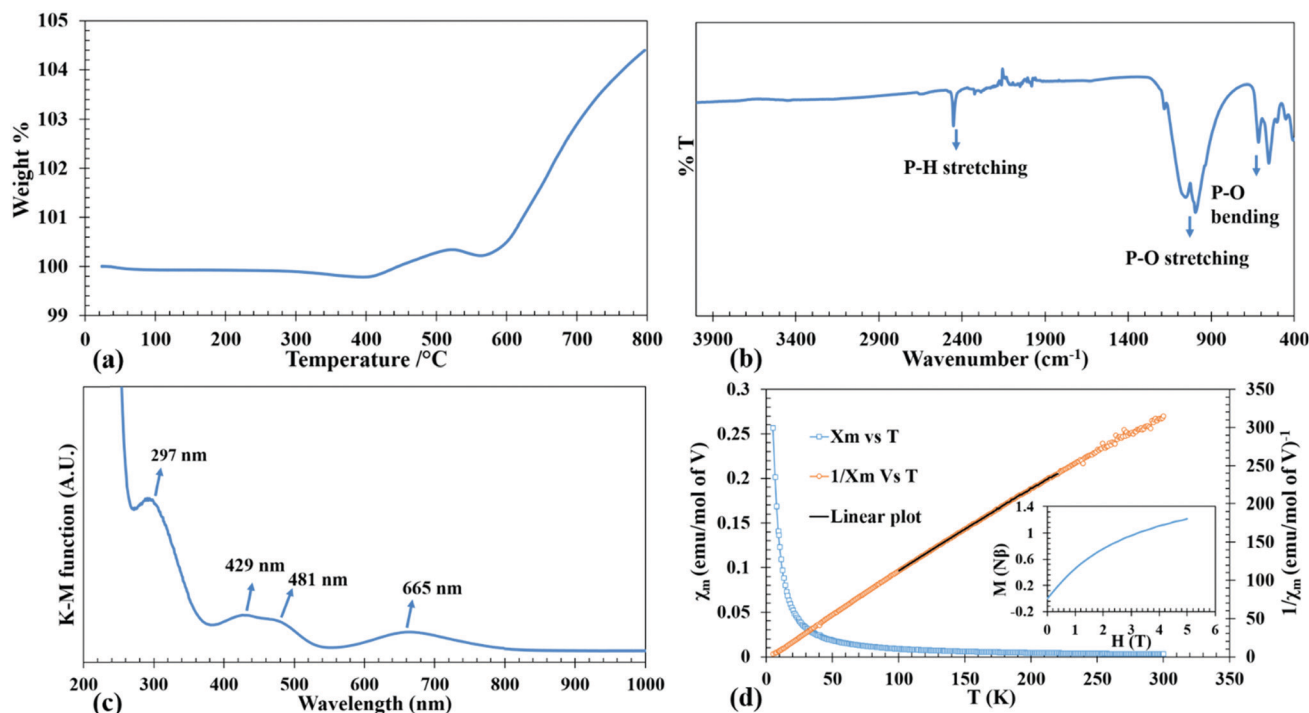 104
103
102
101
100
99
Weight %
0
100
200
300
400
500
600
700
800
Temperature /°C
(a)
% T
P-H stretching
P-O
bending
P-O stretching
3900
3400
2900
2400
1900
1400
900
400
Wavenumber (cm⁻¹)
(b)
K-M function (A.U.)
297 nm
429 nm
481 nm
665 nm
200
300
400
500
600
700
800
900
1000
Wavelength (nm)
(c)
0.3
0.25
0.2
0.15
0.1
0.05
0
χm (emu/mol of V)
Xm vs T
1/Xm Vs T
Linear plot
350
300
250
200
150
100
50
0
1/χm (emu/mol of V)⁻¹
1.4
1
0.6
0.2
−0.2
M (Nβ)
0
1
2
3
4
5
6
H (T)
0
50
100
150
200
250
300
350
T (K)
(d)